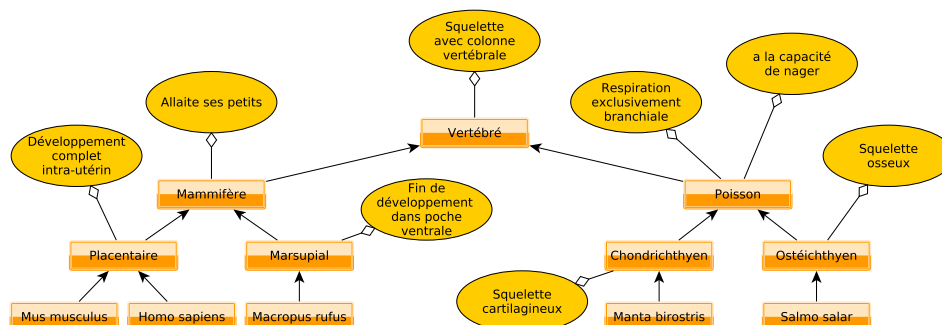 Squelette
avec colonne
vertébrale
a la capacité
de nager
Allaite ses petits
Respiration
exclusivement
branchiale
Vertébré
Développement
complet
intra-utérin
Squelette
osseux
Mammifère
Fin de
développement
dans poche
ventrale
Poisson
Placentaire
Marsupial
Chondrichthyen
Ostéichthyen
Squelette
cartilagineux
Mus musculus
Homo sapiens
Macropus rufus
Manta birostris
Salmo salar